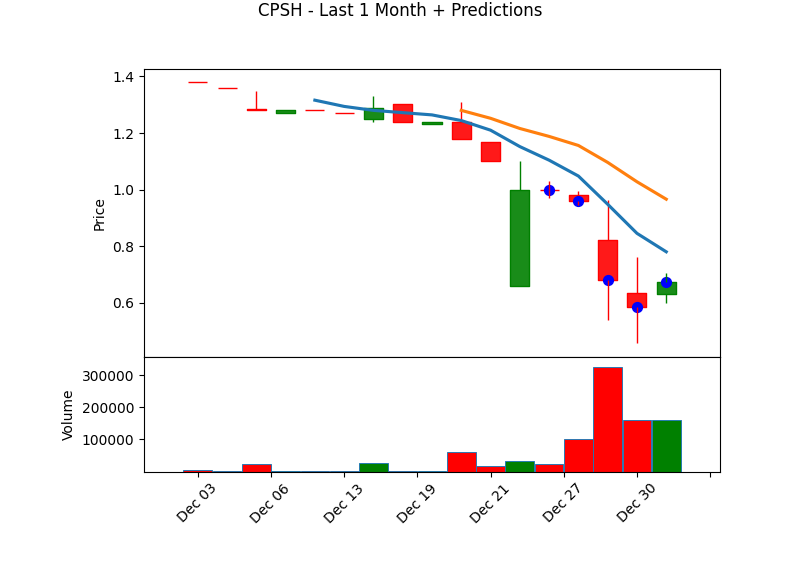 CPSH - Last 1 Month + Predictions
1.4
1.2
1.0
0.8
0.6
Price
300000
200000
100000
Volume
Dec 03
Dec 06
Dec 13
Dec 19
Dec 21
Dec 27
Dec 30